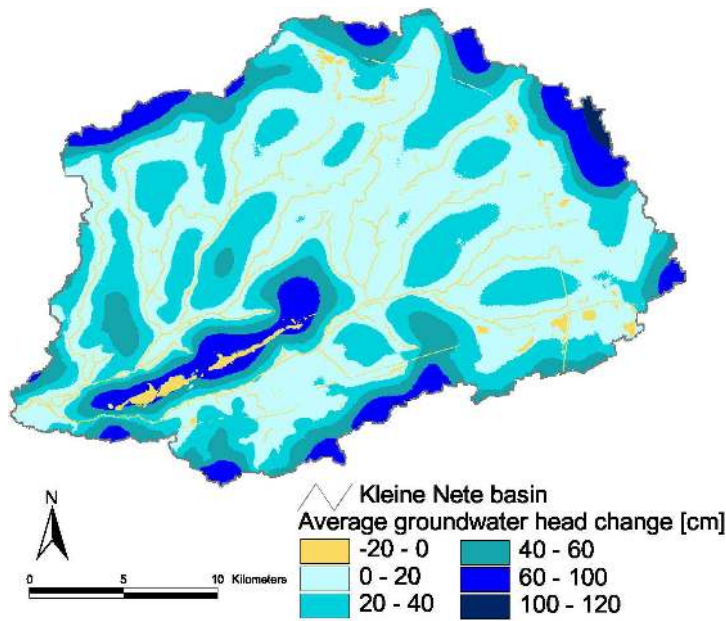 N
0 5 10 Kilometers
Kleine Nete basin
Average groundwater head change [cm]
-20 - 0 40 - 60
0 - 20 60 - 100
20 - 40 100 - 120